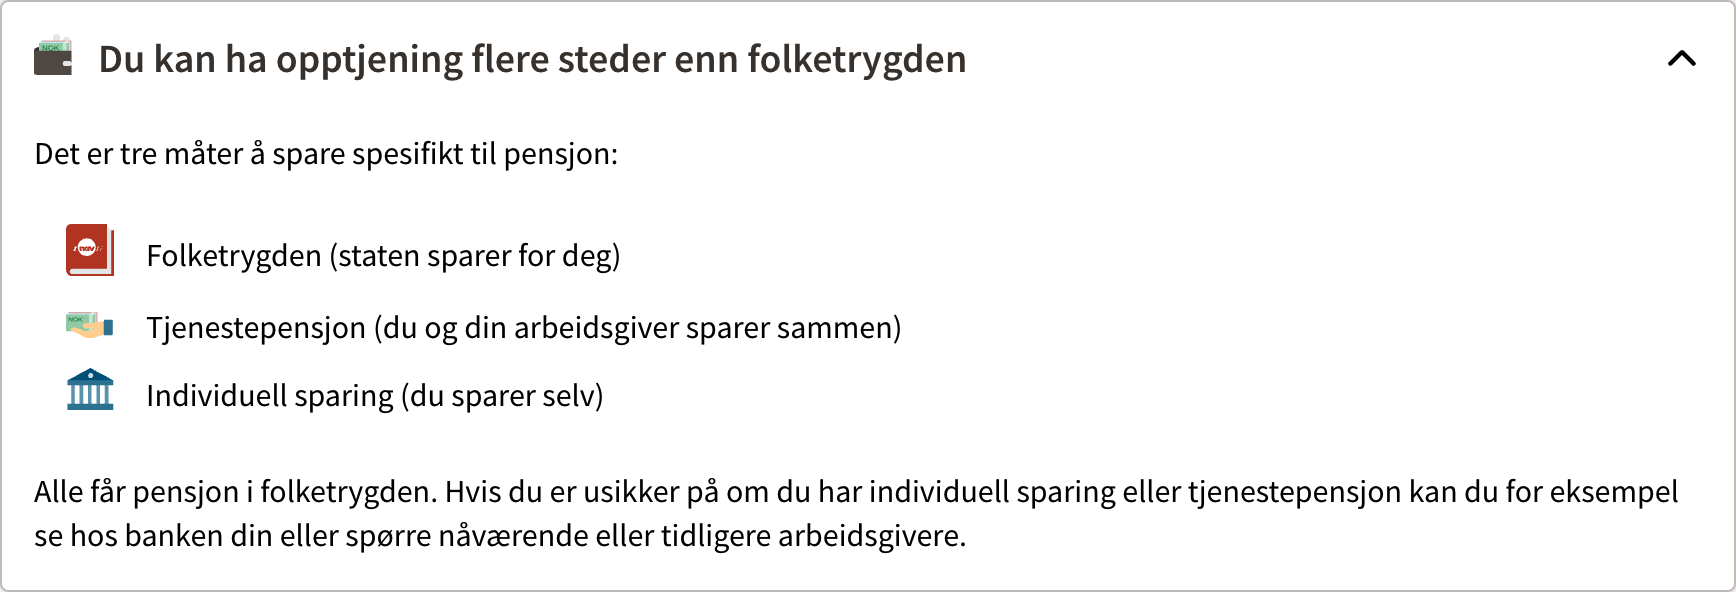 NOK
Du kan ha opptjening flere steder enn folketrygden
Det er tre måter å spare spesifikt til pensjon:
nav
Folketrygden (staten sparer for deg)
NOK
Tjenestepensjon (du og din arbeidsgiver sparer sammen)
Individuell sparing (du sparer selv)
Alle får pensjon i folketrygden. Hvis du er usikker på om du har individuell sparing eller tjenestepensjon kan du for eksempel
se hos banken din eller spørre nåværende eller tidligere arbeidsgivere.